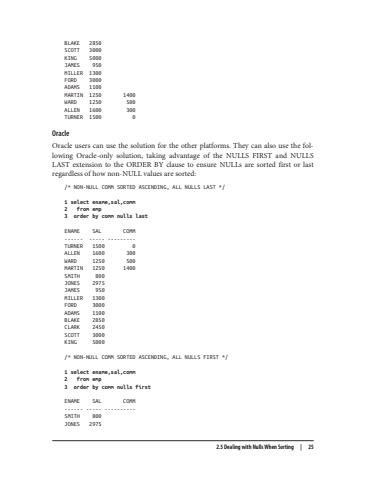 BLAKE 2850
SCOTT 3000
KING 5000
JAMES 950
MILLER 1300
FORD 3000
ADAMS 1100
MARTIN 1250 1400
WARD 1250 500
ALLEN 1600 300
TURNER 1500 0
Oracle
Oracle users can use the solution for the other platforms. They can also use the fol-
lowing Oracle-only solution, taking advantage of the NULLS FIRST and NULLS
LAST extension to the ORDER BY clause to ensure NULLs are sorted first or last
regardless of how non-NULL values are sorted:
/* NON-NULL COMM SORTED ASCENDING, ALL NULLS LAST */
1 select ename,sal,comm
2 from emp
3 order by comm nulls last
ENAME SAL COMM
------ ----- ---------
TURNER 1500 0
ALLEN 1600 300
WARD 1250 500
MARTIN 1250 1400
SMITH 800
JONES 2975
JAMES 950
MILLER 1300
FORD 3000
ADAMS 1100
BLAKE 2850
CLARK 2450
SCOTT 3000
KING 5000
/* NON-NULL COMM SORTED ASCENDING, ALL NULLS FIRST */
1 select ename,sal,comm
2 from emp
3 order by comm nulls first
ENAME SAL COMM
------ ----- ----------
SMITH 800
JONES 2975
2.5 Dealing with Nulls When Sorting | 25